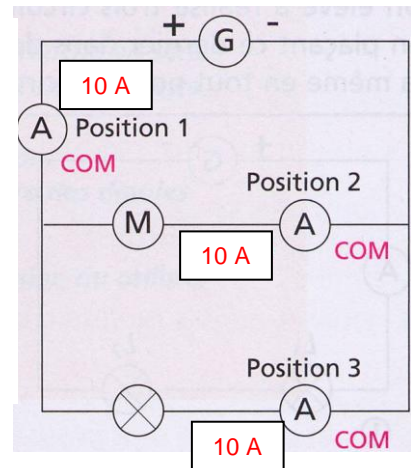 + G -
10 A
A Position 1
COM
Position 2
M A
10 A COM
Position 3
A
10 A COM